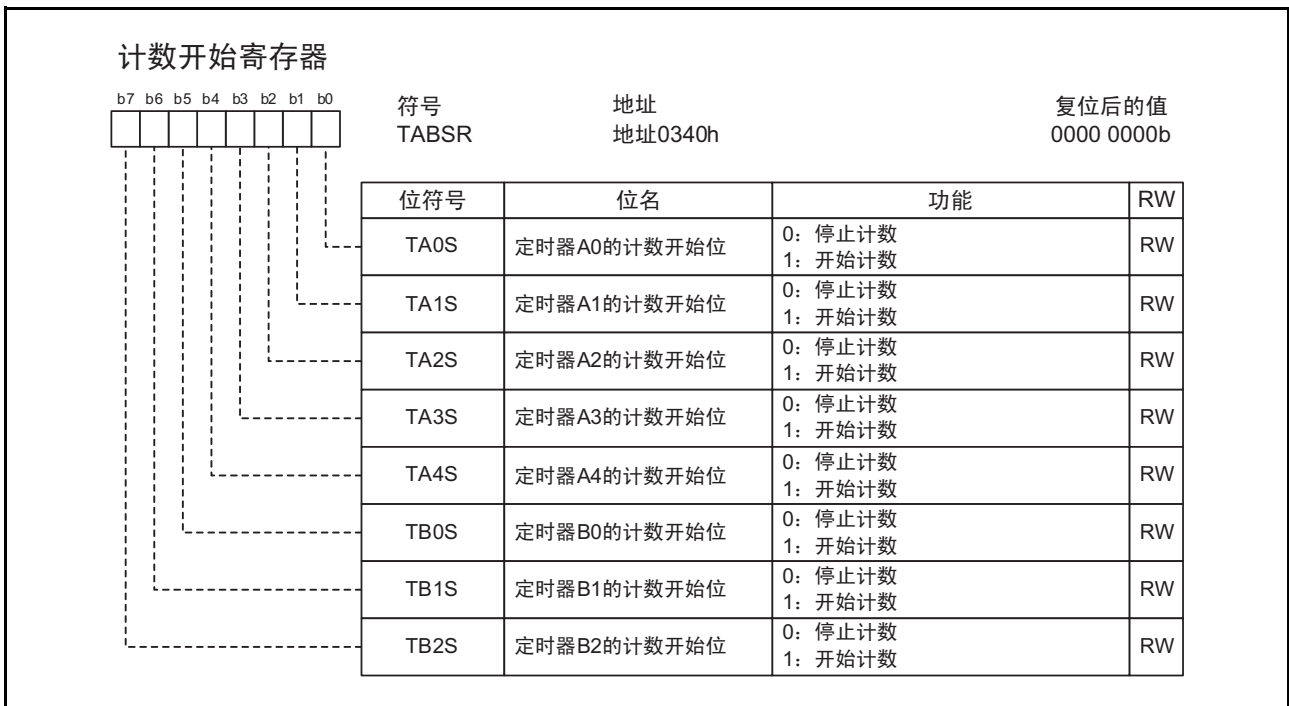 计数开始寄存器
b7 b6 b5 b4 b3 b2 b1 b0
符号 地址 复位后的值
TABSR 地址0340h 0000 0000b
位符号 位名 功能 RW
TA0S 定时器A0的计数开始位 0：停止计数 RW
1：开始计数
TA1S 定时器A1的计数开始位 0：停止计数 RW
1：开始计数
TA2S 定时器A2的计数开始位 0：停止计数 RW
1：开始计数
TA3S 定时器A3的计数开始位 0：停止计数 RW
1：开始计数
TA4S 定时器A4的计数开始位 0：停止计数 RW
1：开始计数
TB0S 定时器B0的计数开始位 0：停止计数 RW
1：开始计数
TB1S 定时器B1的计数开始位 0：停止计数 RW
1：开始计数
TB2S 定时器B2的计数开始位 0：停止计数 RW
1：开始计数